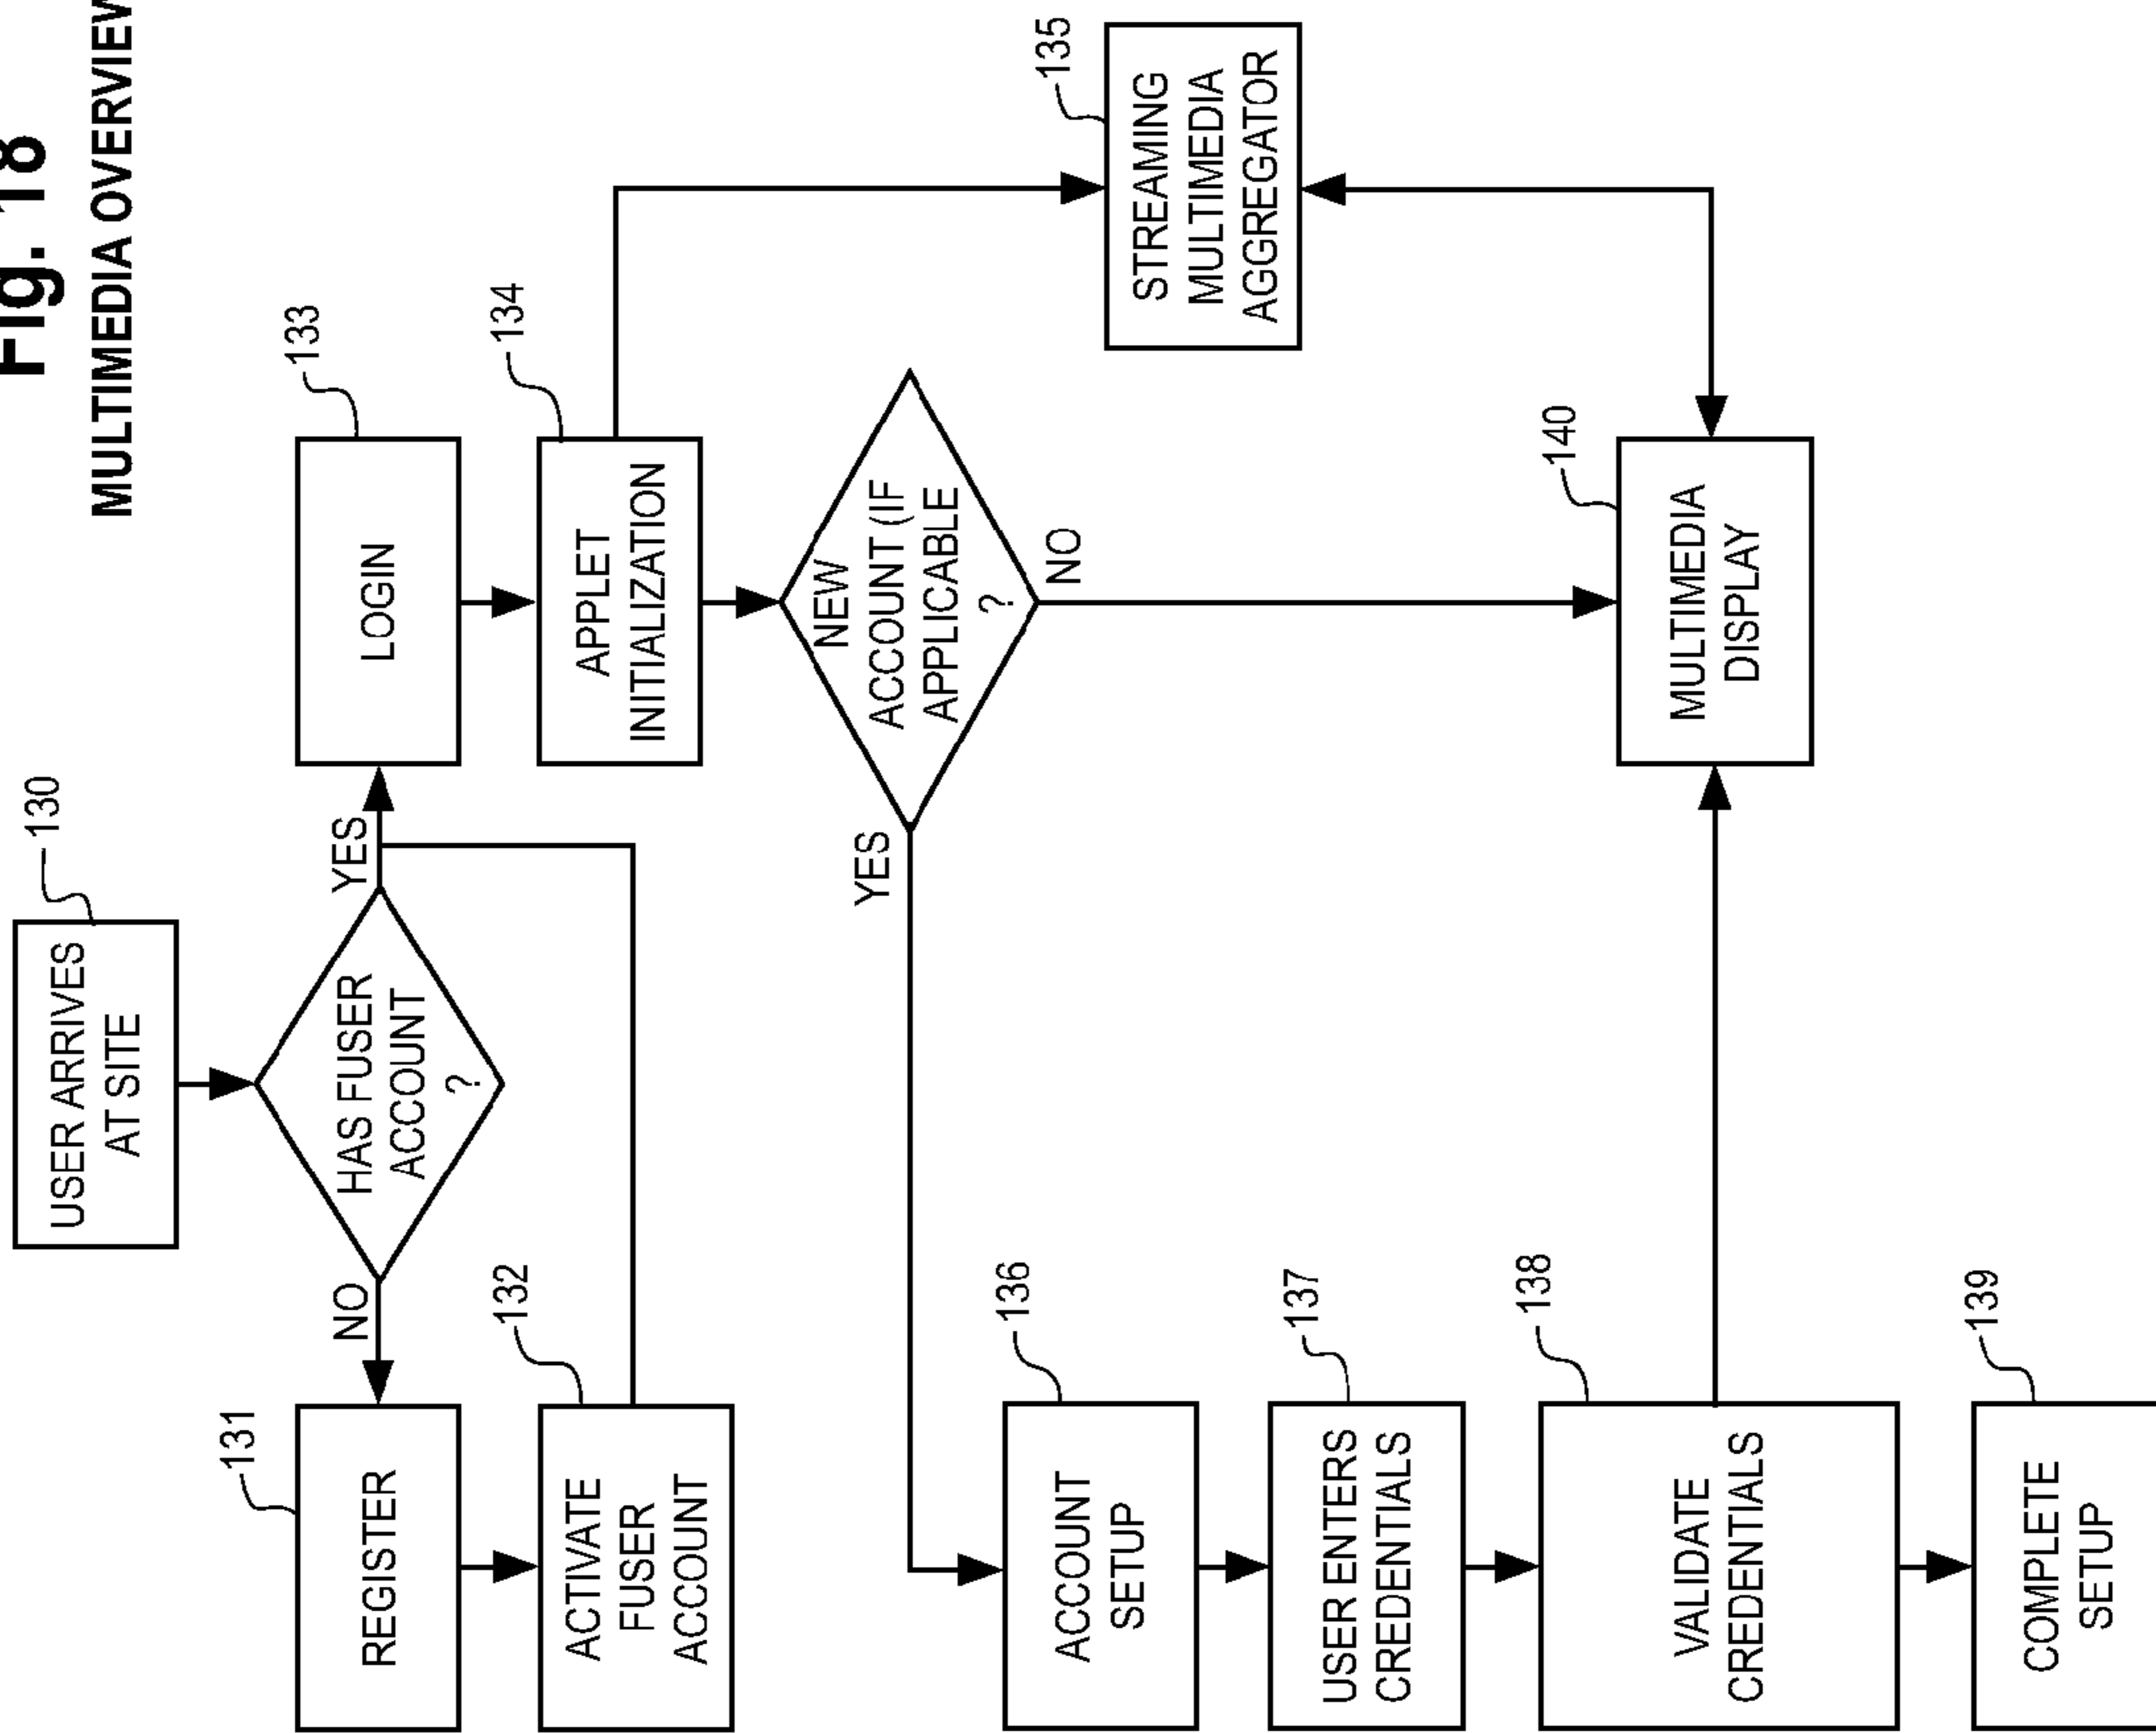 Fig. 18
MULTIMEDIA OVERVIEW
130
USER ARRIVES
AT SITE
HAS FUSER
ACCOUNT
?
NO
YES
131
REGISTER
132
ACTIVATE
FUSER
ACCOUNT
133
LOGIN
134
APPLET
INITIALIZATION
NEW
ACCOUNT (IF
APPLICABLE
?
YES
NO
135
STREAMING
MULTIMEDIA
AGGREGATOR
136
ACCOUNT
SETUP
137
USER ENTERS
CREDENTIALS
138
VALIDATE
CREDENTIALS
139
COMPLETE
SETUP
140
MULTIMEDIA
DISPLAY